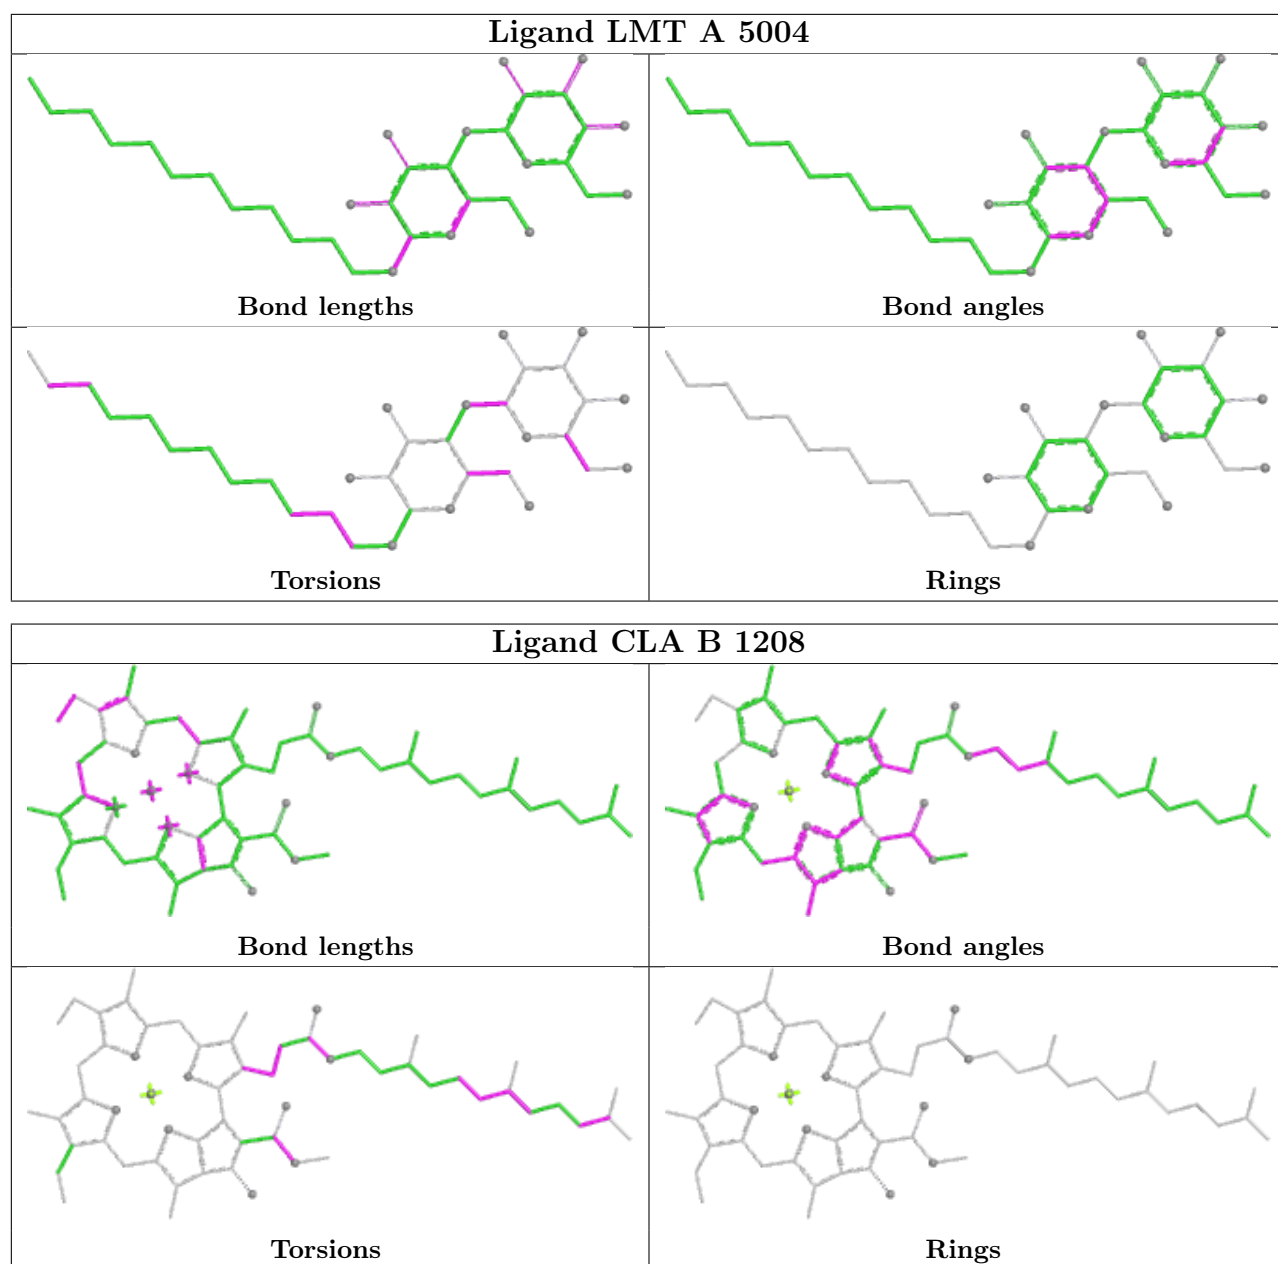 Ligand LMT A 5004
Bond lengths
Bond angles
Torsions
Rings
Ligand CLA B 1208
Bond lengths
Bond angles
Torsions
Rings